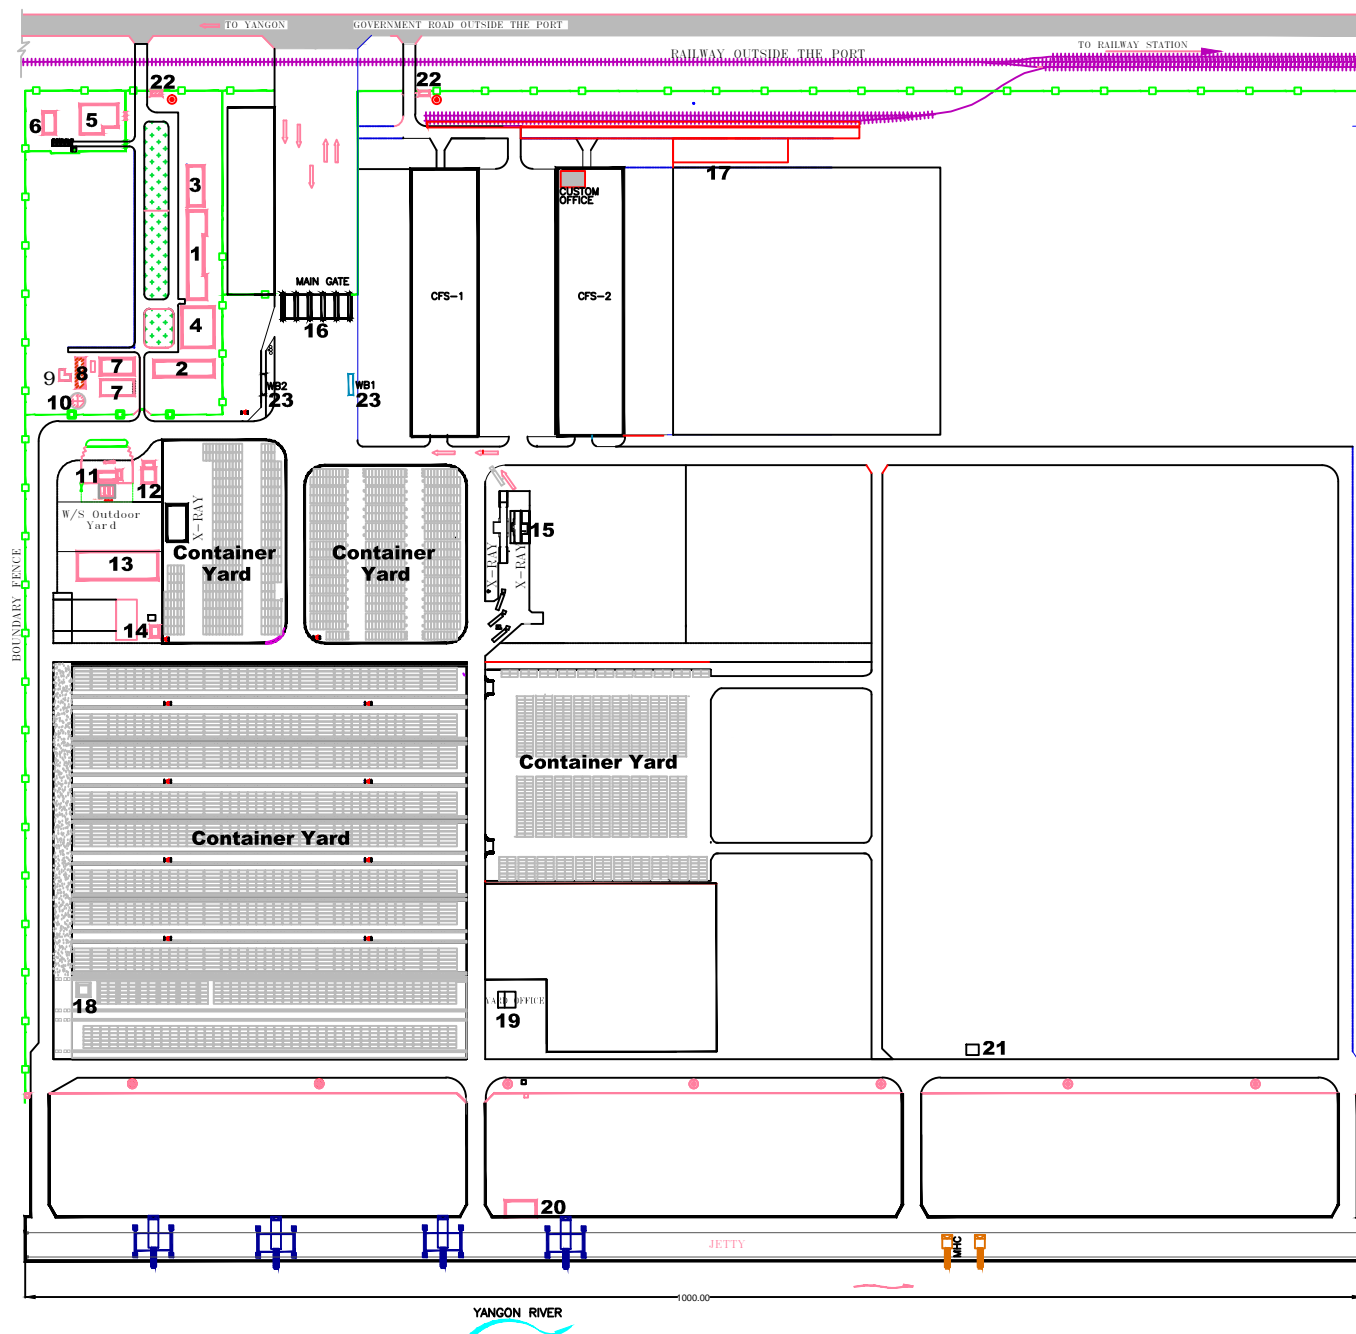 TO YANGON
GOVERNMENT ROAD OUTSIDE THE PORT
TO RAILWAY STATION
RAILWAY OUTSIDE THE PORT
22
22
5
6
17
3
CUSTOM
OFFICE
1
MAIN GATE
CFS-1
CFS-2
16
4
7
8
2
9
WB2
WB1
7
23
23
10
11
12
X-RAY
W/S Outdoor
Yard
15
Container
Yard
Container
Yard
X-RAY
X-RAY
13
BOUNDARY FENCE
14
Container Yard
Container Yard
18
YARD OFFICE
19
21
20
JETTY
MHC
1000.00
YANGON RIVER